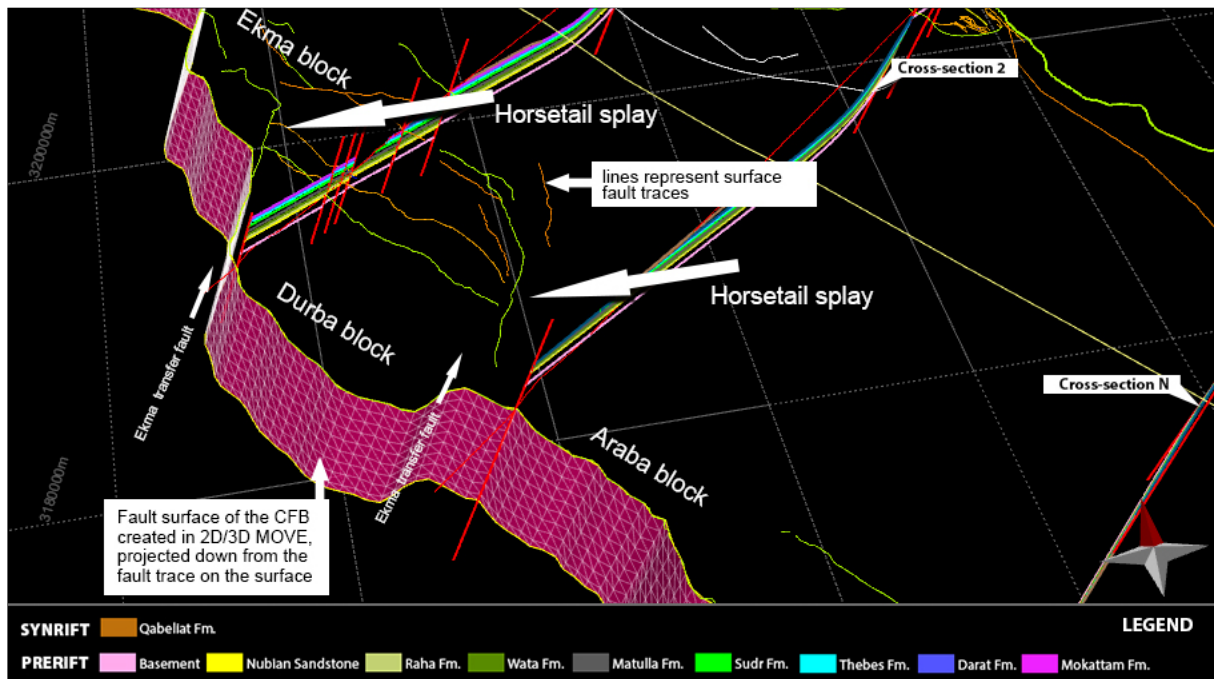 Ekma block
Cross-section 2
Horsetail splay
3200000m
lines represent surface
fault traces
Durba block
Horsetail splay
Ekma transfer fault
Cross-section N
Ekma transfer fault
Araba block
3180000m
Fault surface of the CFB
created in 2D/3D MOVE,
projected down from the
fault trace on the surface
SYNRIFT Qabeliat Fm. LEGEND
PRERIFT Basement Nubian Sandstone Raha Fm. Wata Fm. Matulla Fm. Sudr Fm. Thebes Fm. Darat Fm. Mokattam Fm.